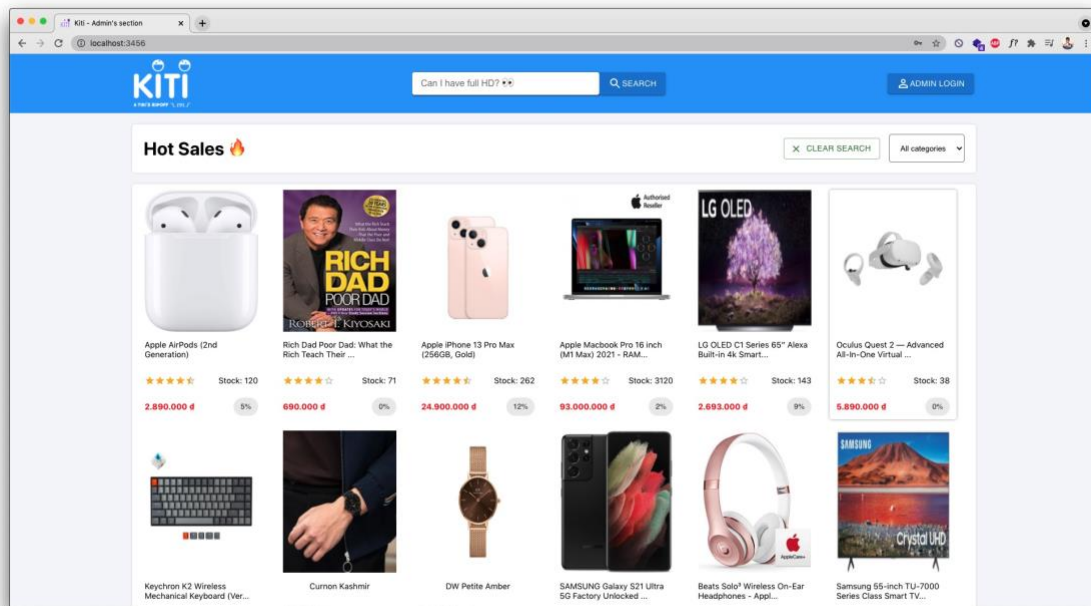 Kiti - Admin's section
localhost:3456
KiTi
Can I have full HD? 👀
SEARCH
ADMIN LOGIN
Hot Sales 🔥
CLEAR SEARCH
All categories
Authorised
Reseller
LG OLED
RICH
DAD
POOR DAD
ROBERT T. KIYOSAKI
Apple AirPods (2nd
Generation)
Rich Dad Poor Dad: What the
Rich Teach Their ...
Apple iPhone 13 Pro Max
(256GB, Gold)
Apple Macbook Pro 16 inch
(M1 Max) 2021 - RAM...
LG OLED C1 Series 65" Alexa
Built-in 4k Smart...
Oculus Quest 2 — Advanced
All-In-One Virtual ...
Stock: 120
Stock: 71
Stock: 262
Stock: 3120
Stock: 143
Stock: 38
2.890.000 đ
5%
690.000 đ
0%
24.900.000 đ
12%
93.000.000 đ
2%
2.693.000 đ
9%
5.890.000 đ
0%
SAMSUNG
Crystal UHD
AppleCare+
Keychron K2 Wireless
Mechanical Keyboard (Ver...
Curnon Kashmir
DW Petite Amber
SAMSUNG Galaxy S21 Ultra
5G Factory Unlocked ...
Beats Solo³ Wireless On-Ear
Headphones - Appl...
Samsung 55-inch TU-7000
Series Class Smart TV...